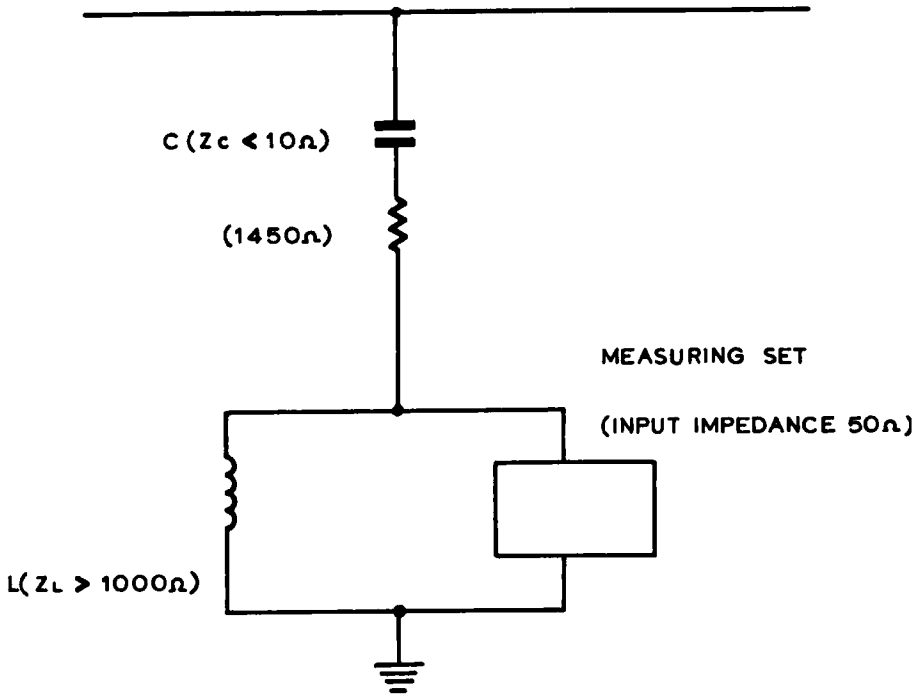 C (Zc < 10Ω)
(1450Ω)
MEASURING SET
(INPUT IMPEDANCE 50Ω)
L(ZL > 1000Ω)